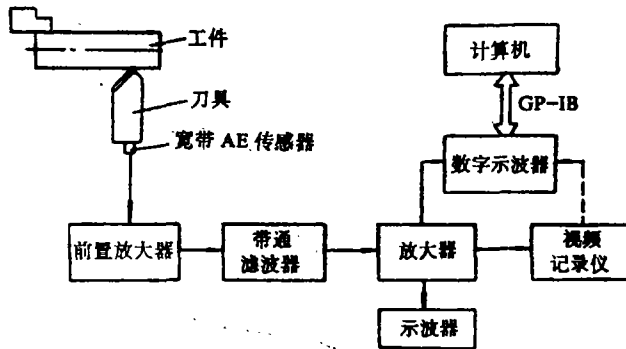 工件
计算机
刀具
GP-IB
宽带 AE 传感器
数字示波器
前置放大器
带通
滤波器
放大器
视频
记录仪
示波器